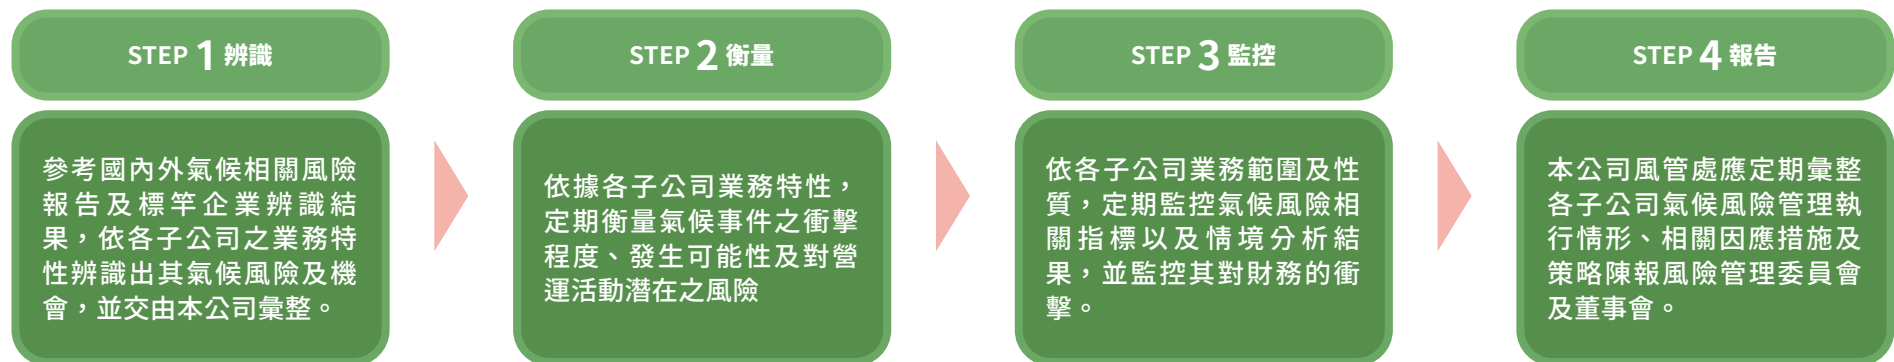 STEP 1 辨識
參考國內外氣候相關風險
報告及標竿企業辨識結
果，依各子公司之業務特
性辨識出其氣候風險及機
會，並交由本公司彙整。
STEP 2 衡量
依據各子公司業務特性，
定期衡量氣候事件之衝擊
程度、發生可能性及對營
運活動潛在之風險
STEP 3 監控
依各子公司業務範圍及性
質，定期監控氣候風險相
關指標以及情境分析結
果，並監控其對財務的衝
擊。
STEP 4 報告
本公司風管處應定期彙整
各子公司氣候風險管理執
行情形、相關因應措施及
策略陳報風險管理委員會
及董事會。